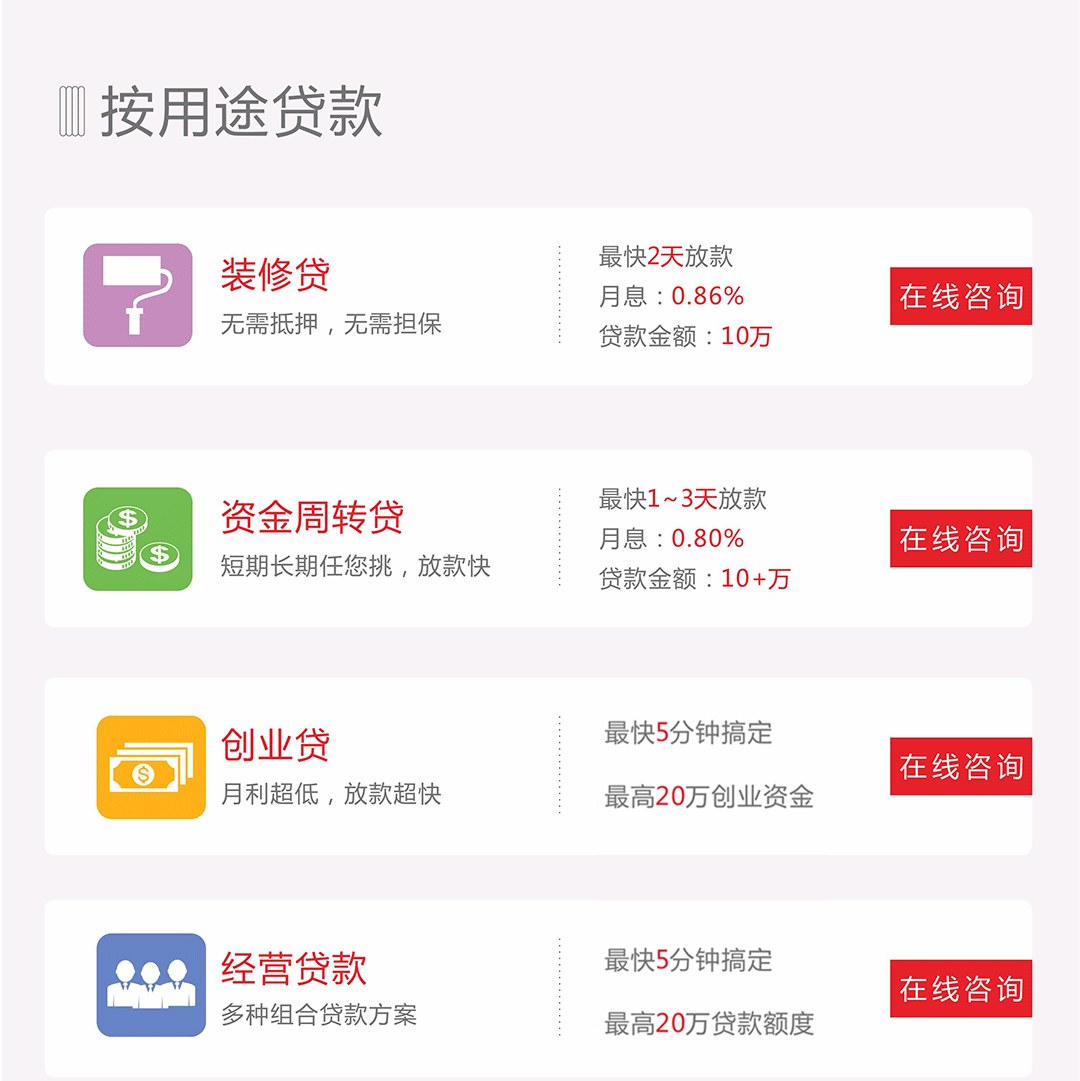 按用途贷款
装修贷
无需抵押，无需担保
最快2天放款
月息：0.86%
贷款金额：10万
在线咨询
资金周转贷
短期长期任您挑，放款快
最快1~3天放款
月息：0.80%
贷款金额：10+万
在线咨询
创业贷
月利超低，放款超快
最快5分钟搞定
最高20万创业资金
在线咨询
经营贷款
多种组合贷款方案
最快5分钟搞定
最高20万贷款额度
在线咨询